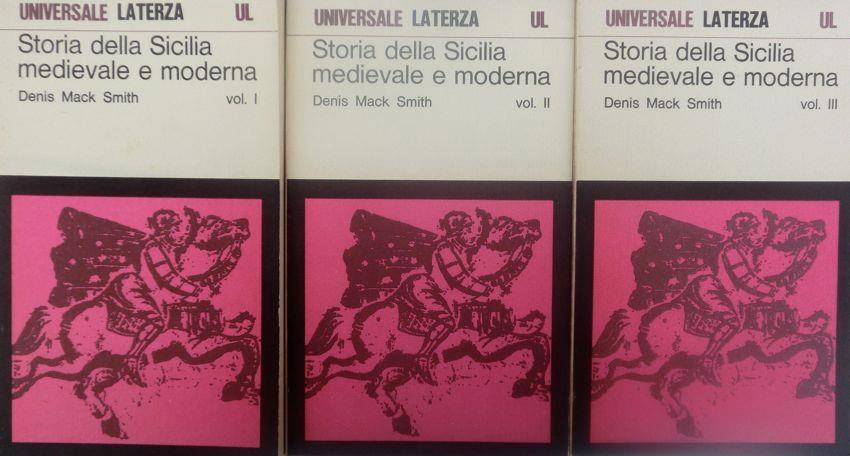 UNIVERSALE LATERZA UL
Storia della Sicilia
medievale e moderna
Denis Mack Smith vol. I
UNIVERSALE LATERZA UL
Storia della Sicilia
medievale e moderna
Denis Mack Smith vol. II
UNIVERSALE LATERZA UL
Storia della Sicilia
medievale e moderna
Denis Mack Smith vol. III